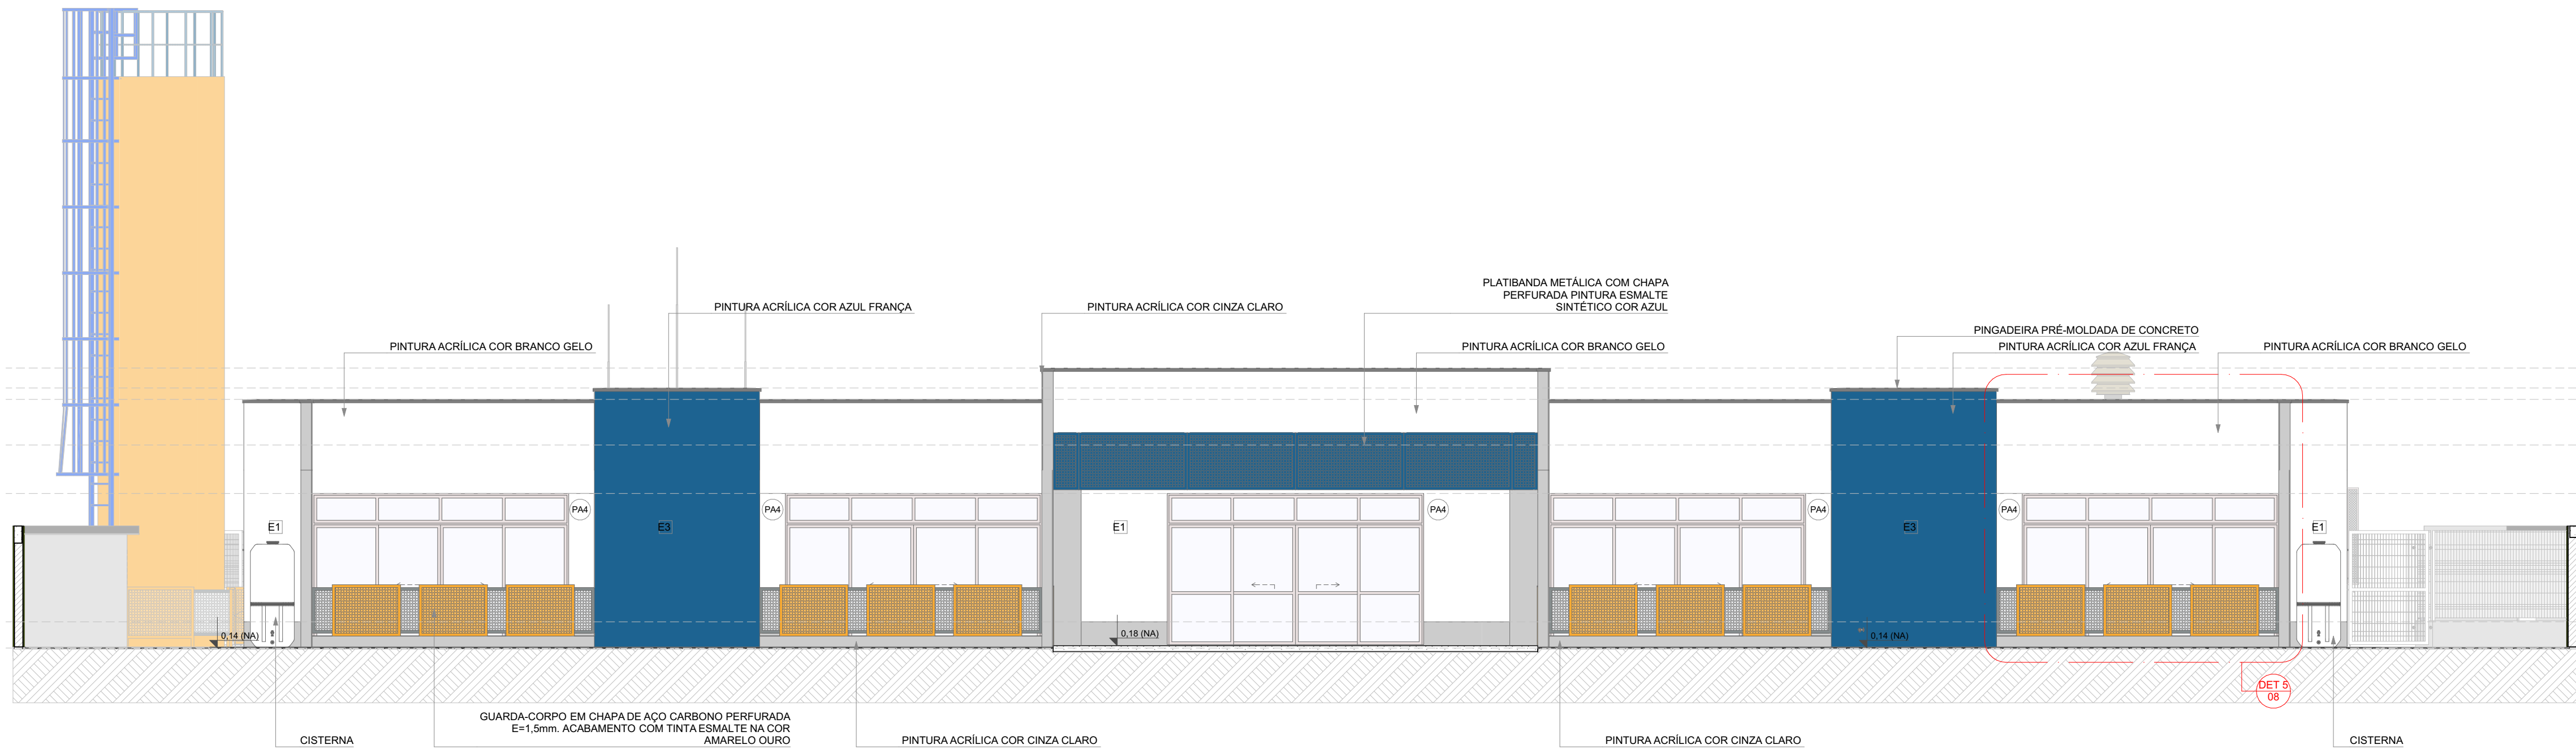 PLATIBANDA METÁLICA COM CHAPA
PERFURADA PINTURA ESMALTE
SINTÉTICO COR AZUL
PINTURA ACRÍLICA COR AZUL FRANÇA
PINTURA ACRÍLICA COR CINZA CLARO
PINGADEIRA PRÉ-MOLDADA DE CONCRETO
PINTURA ACRÍLICA COR BRANCO GELO
PINTURA ACRÍLICA COR BRANCO GELO
PINTURA ACRÍLICA COR AZUL FRANÇA
PINTURA ACRÍLICA COR BRANCO GELO
PA4
PA4
PA4
PA4
PA4
E1
E3
E1
E3
E1
0,14 (NA)
0,18 (NA)
0,14 (NA)
DET 5
08
GUARDA-CORPO EM CHAPA DE AÇO CARBONO PERFURADA
E=1,5mm. ACABAMENTO COM TINTA ESMALTE NA COR
AMARELO OURO
CISTERNA
PINTURA ACRÍLICA COR CINZA CLARO
PINTURA ACRÍLICA COR CINZA CLARO
CISTERNA